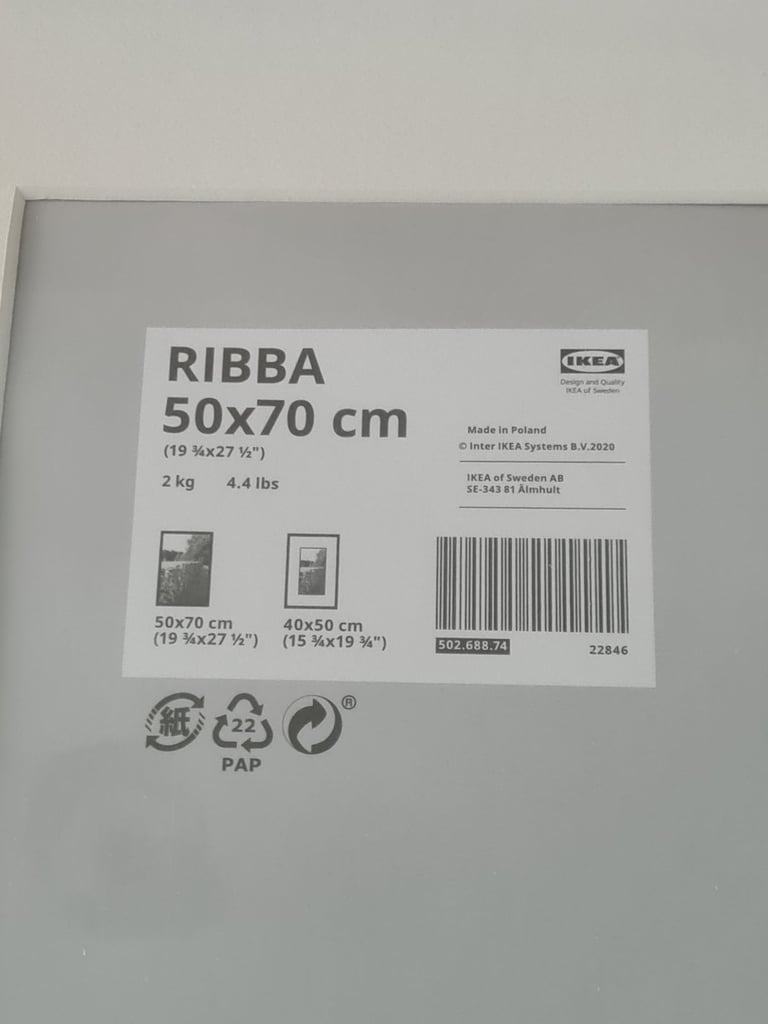 RIBBA
50x70 cm
(19 ¾x27 ½")
2 kg 4.4 lbs
IKEA
Design and Quality
IKEA of Sweden
Made in Poland
© Inter IKEA Systems B.V.2020
IKEA of Sweden AB
SE-343 81 Älmhult
50x70 cm
(19 ¾x27 ½")
40x50 cm
(15 ¾x19 ¾")
502.688.74
22846
紙
22
PAP
®